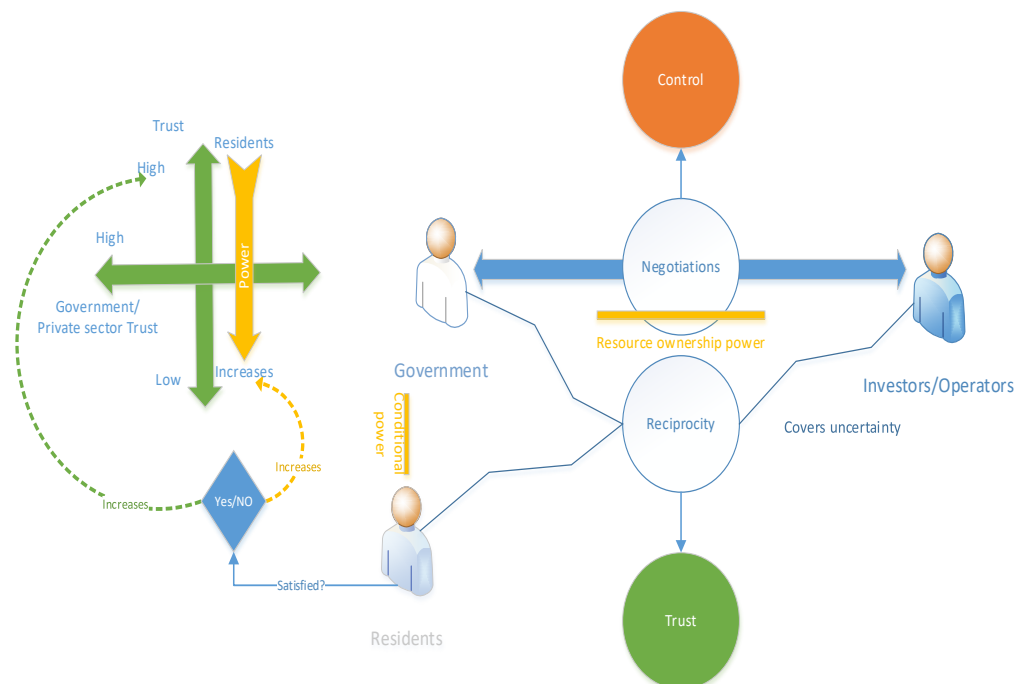 Control
Trust
Residents
High
High
Power
Government/
Private sector Trust
Low
Increases
Negotiations
Resource ownership power
Government
Investors/Operators
Conditional
power
Reciprocity
Covers uncertainty
Increases
Increases
Yes/NO
Satisfied?
Residents
Trust